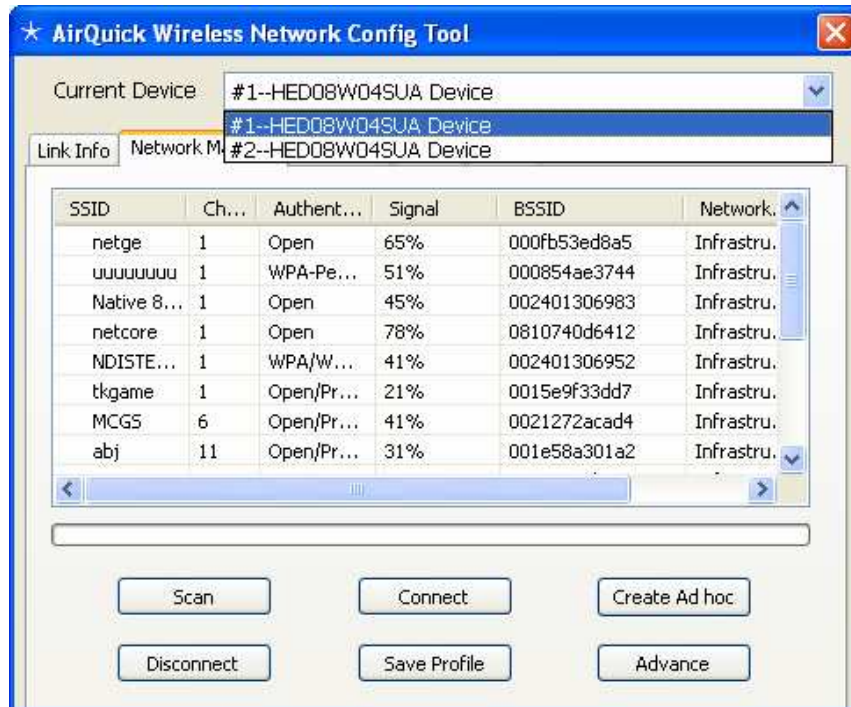 AirQuick Wireless Network Config Tool
Current Device #1--HED08W04SUA Device
#1--HED08W04SUA Device
#2--HED08W04SUA Device
Link Info Network M
SSID Ch... Authent... Signal BSSID Network.
netge 1 Open 65% 000fb53ed8a5 Infrastru.
uuuuuuuu 1 WPA-Pe... 51% 000854ae3744 Infrastru.
Native 8... 1 Open 45% 002401306983 Infrastru.
netcore 1 Open 78% 0810740d6412 Infrastru.
NDISTE... 1 WPA/W... 41% 002401306952 Infrastru.
tkgame 1 Open/Pr... 21% 0015e9f33dd7 Infrastru.
MCGS 6 Open/Pr... 41% 0021272acad4 Infrastru.
abj 11 Open/Pr... 31% 001e58a301a2 Infrastru.
Scan Connect Create Ad hoc
Disconnect Save Profile Advance